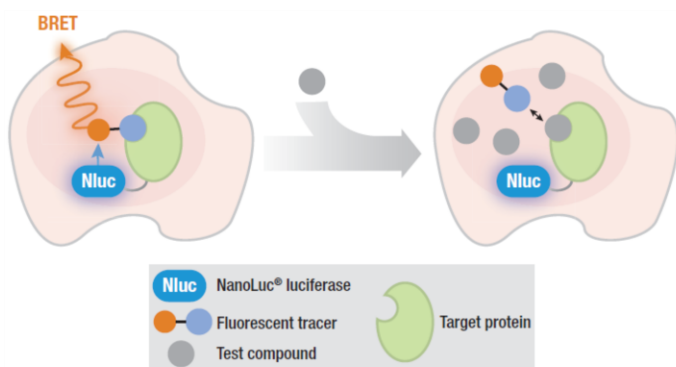 BRET
Nluc
Nluc
Nluc NanoLuc® luciferase
Fluorescent tracer
Test compound
Target protein